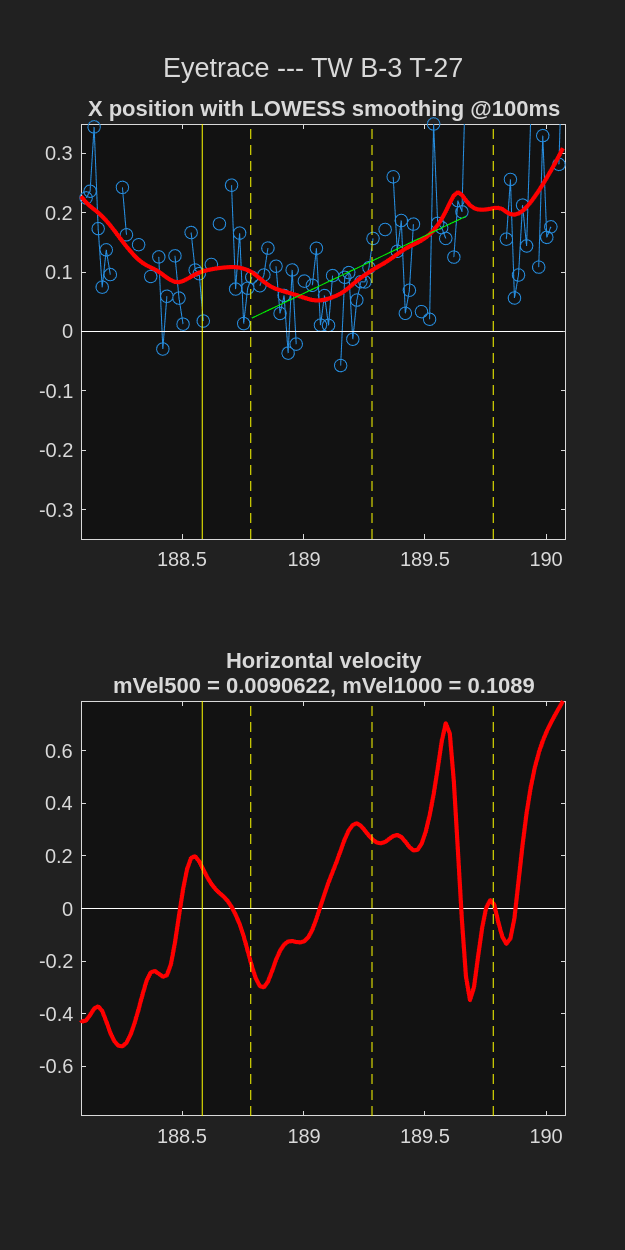 Eyetrace --- TW B-3 T-27
X position with LOWESS smoothing @100ms
0.3
0.2
0.1
0
-0.1
-0.2
-0.3
188.5 189 189.5 190
Horizontal velocity
mVel500 = 0.0090622, mVel1000 = 0.1089
0.6
0.4
0.2
0
-0.2
-0.4
-0.6
188.5 189 189.5 190